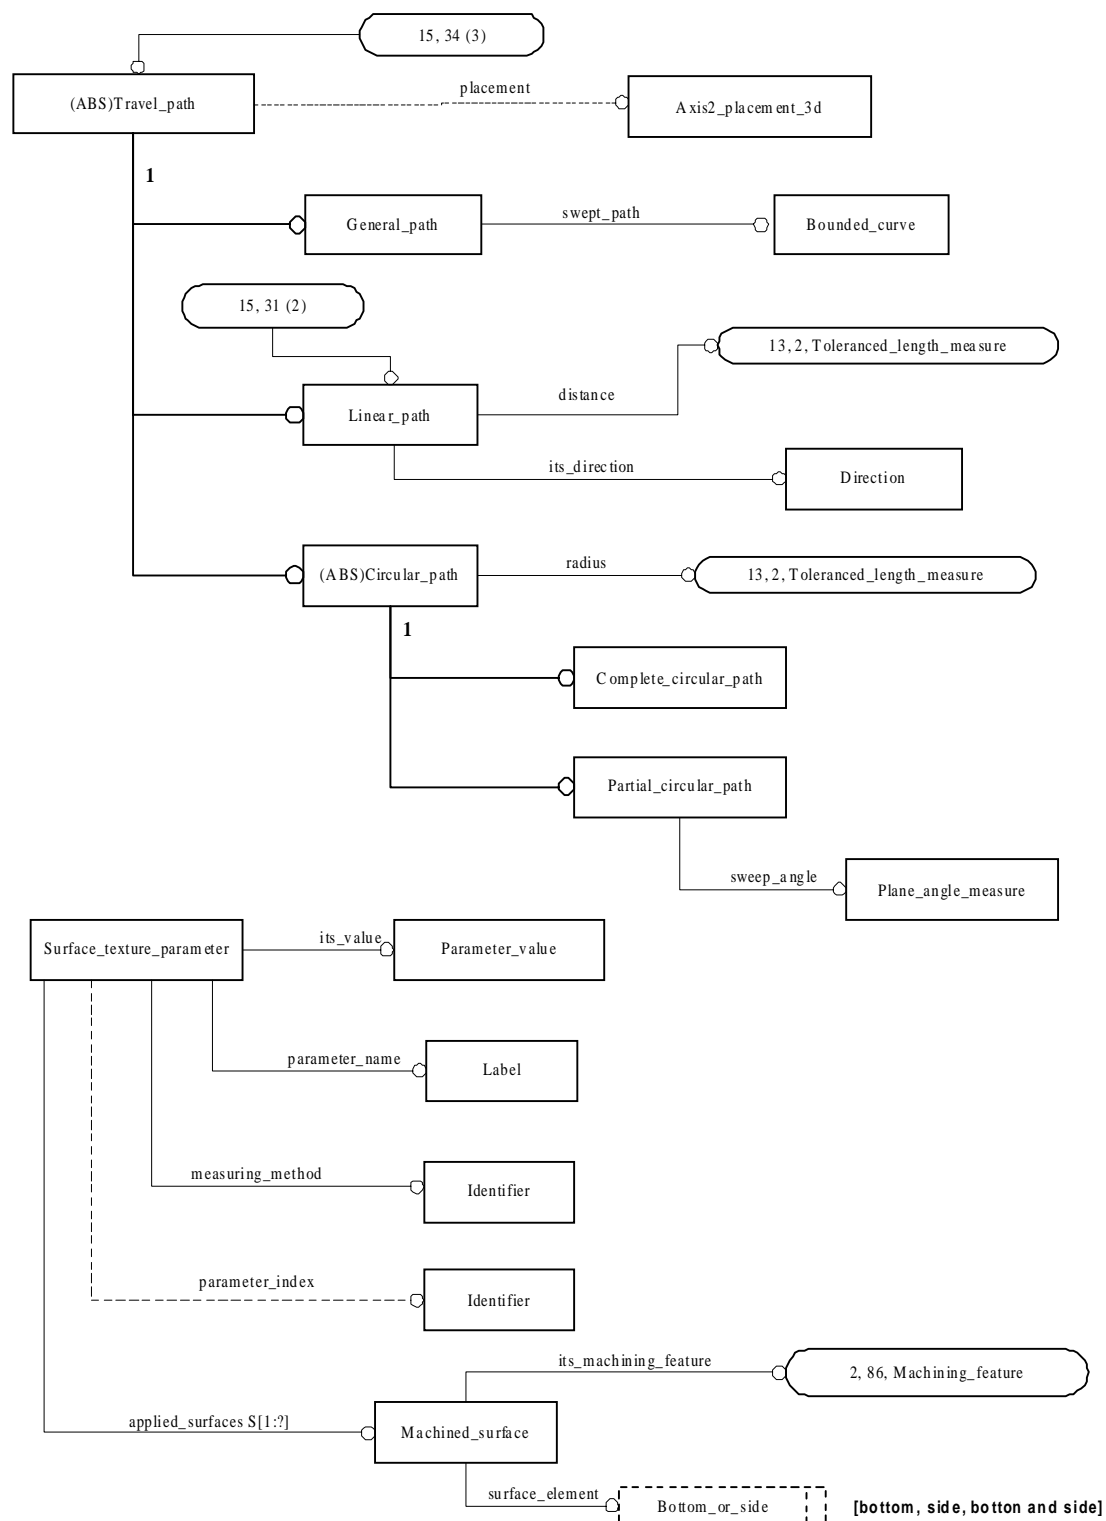 15, 34 (3)
(ABS)Travel_path
placement
Axis2_placement_3d
1
General_path
swept_path
Bounded_curve
15, 31 (2)
13, 2, Toleranced_length_measure
distance
Linear_path
its_direction
Direction
(ABS)Circular_path
radius
13, 2, Toleranced_length_measure
1
Complete_circular_path
Partial_circular_path
sweep_angle
Plane_angle_measure
Surface_texture_parameter
its_value
Parameter_value
parameter_name
Label
measuring_method
Identifier
parameter_index
Identifier
its_machining_feature
2, 86, Machining_feature
applied_surfaces S[1:?]
Machined_surface
surface_element
Bottom_or_side
[bottom, side, botton and side]